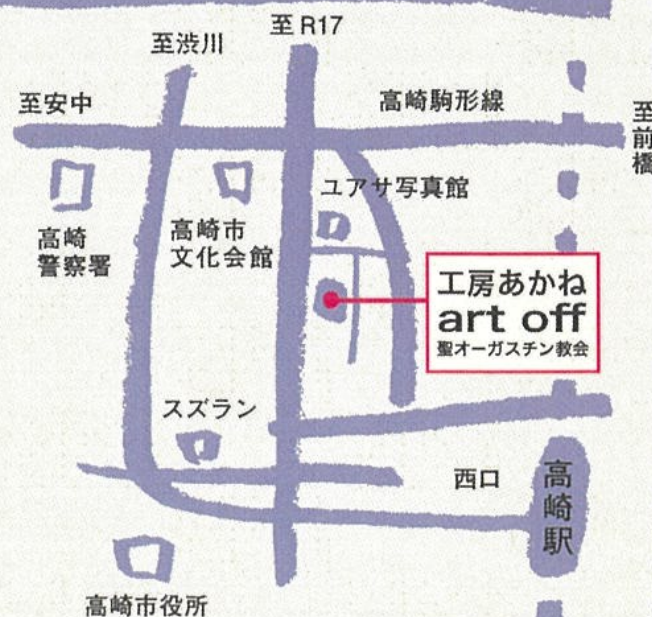 至R17
至渋川
至安中
高崎駒形線
至前橋
ユアサ写真館
高崎
警察署
高崎市
文化会館
工房あかね
art off
聖オーガスチン教会
スズラン
西口
高崎駅
高崎市役所